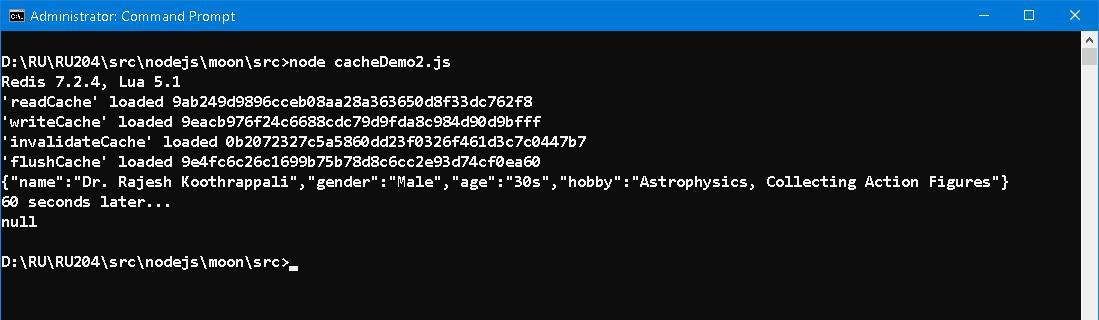 Administrator: Command Prompt
D:\RU\RU204\src\nodejs\moon\src>node cacheDemo2.js
Redis 7.2.4, Lua 5.1
'readCache' loaded 9ab249d9896cceb08aa28a363650d8f33dc762f8
'writeCache' loaded 9eacb976f24c6688cdc79d9fda8c984d90d9bfff
'invalidateCache' loaded 0b2072327c5a5860dd23f0326f461d3c7c0447b7
'flushCache' loaded 9e4fc6c26c1699b75b78d8c6cc2e93d74cf0ea60
{"name":"Dr. Rajesh Koothrappali","gender":"Male","age":"30s","hobby":"Astrophysics, Collecting Action Figures"}
60 seconds later...
null
D:\RU\RU204\src\nodejs\moon\src>